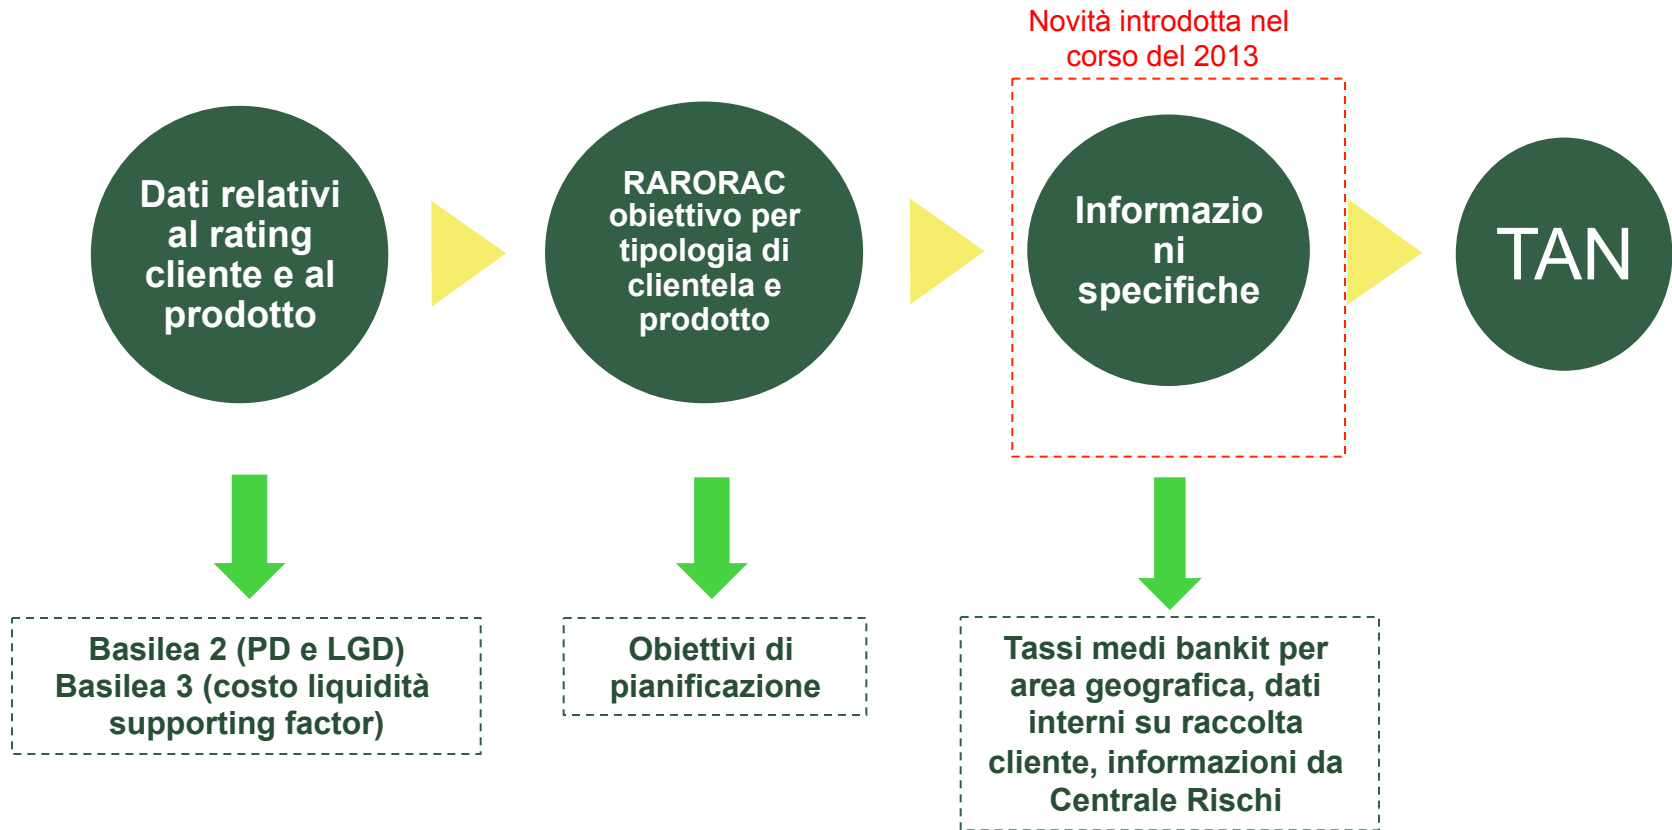 Novità introdotta nel
corso del 2013
Dati relativi
al rating
cliente e al
prodotto
RARORAC
obiettivo per
tipologia di
clientela e
prodotto
Informazio
ni
specifiche
TAN
Basilea 2 (PD e LGD)
Basilea 3 (costo liquidità
supporting factor)
Obiettivi di
pianificazione
Tassi medi bankit per
area geografica, dati
interni su raccolta
cliente, informazioni da
Centrale Rischi